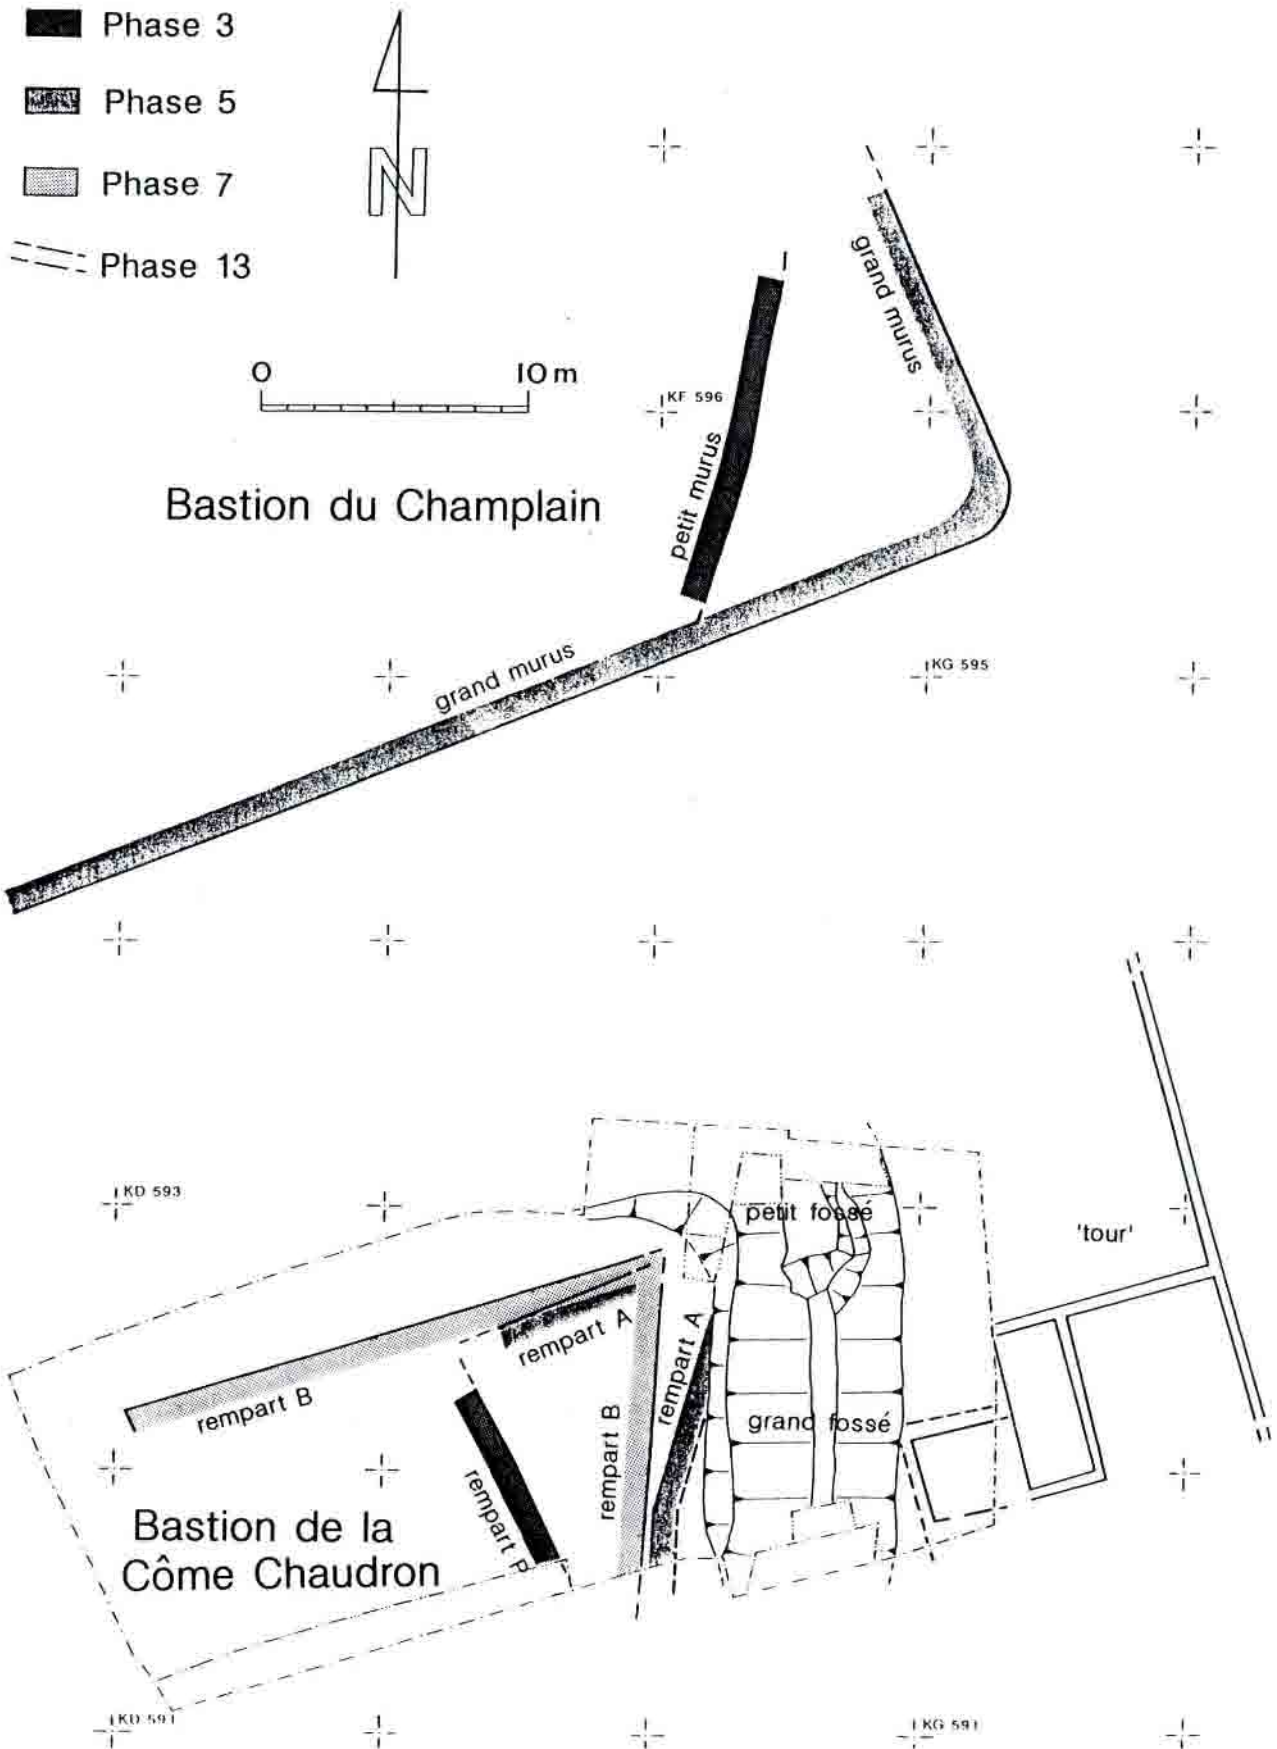 Phase 3
Phase 5
Phase 7
Phase 13
N
0 10 m
grand murus
KF 596
petit murus
Bastion du Champlain
grand murus
KG 595
KD 593
petit fossé
'tour'
rempart A
rempart A
rempart B
rempart B
grand fossé
rempart P
Bastion de la
Côme Chaudron
KD 591
KG 591